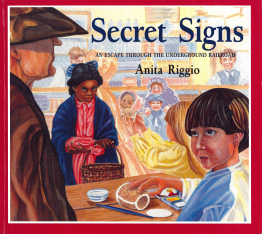 Secret Signs
AN ESCAPE THROUGH THE UNDERGROUND RAILROAD
Anita Riggio